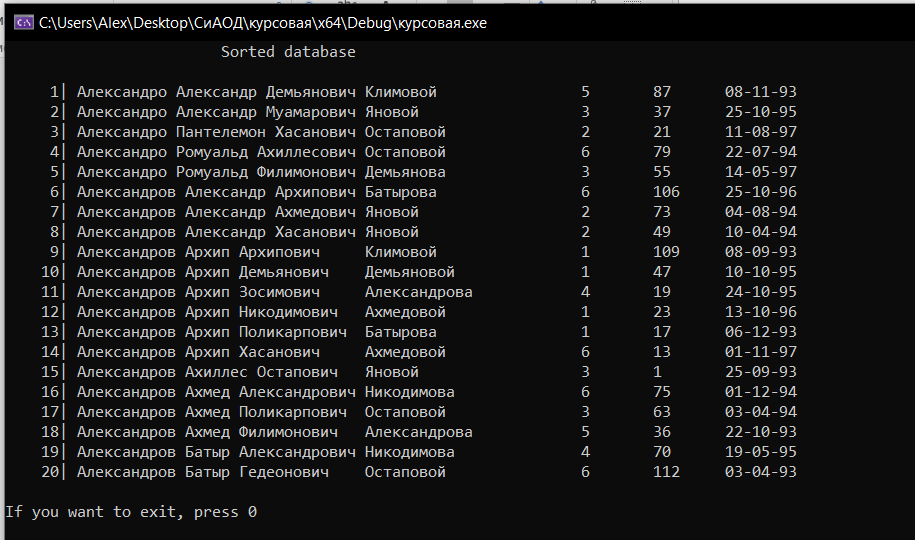 C:\Users\Alex\Desktop\СиАОД\курсовая\x64\Debug\курсовая.exe
Sorted database
1| Александро Александр Демьянович Климовой 5 87 08-11-93
2| Александро Александр Муамарович Яновой 3 37 25-10-95
3| Александро Пантелемон Хасанович Остаповой 2 21 11-08-97
4| Александро Ромуальд Ахиллесович Остаповой 6 79 22-07-94
5| Александро Ромуальд Филимонович Демьянова 3 55 14-05-97
6| Александров Александр Архипович Батырова 6 106 25-10-96
7| Александров Александр Ахмедович Яновой 2 73 04-08-94
8| Александров Александр Хасанович Яновой 2 49 10-04-94
9| Александров Архип Архипович Климовой 1 109 08-09-93
10| Александров Архип Демьянович Демьяновой 1 47 10-10-95
11| Александров Архип Зосимович Александрова 4 19 24-10-95
12| Александров Архип Никодимович Ахмедовой 1 23 13-10-96
13| Александров Архип Поликарпович Батырова 1 17 06-12-93
14| Александров Архип Хасанович Ахмедовой 6 13 01-11-97
15| Александров Ахиллес Остапович Яновой 3 1 25-09-93
16| Александров Ахмед Александрович Никодимова 6 75 01-12-94
17| Александров Ахмед Поликарпович Остаповой 3 63 03-04-94
18| Александров Ахмед Филимонович Александрова 5 36 22-10-93
19| Александров Батыр Александрович Никодимова 4 70 19-05-95
20| Александров Батыр Гедеонович Остаповой 6 112 03-04-93
If you want to exit, press 0